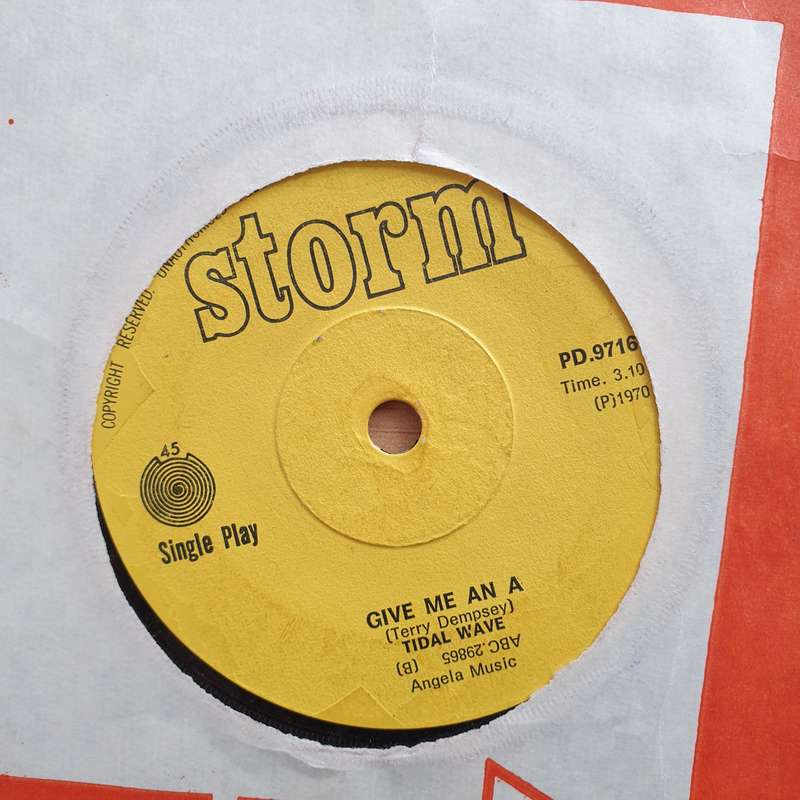 storm
COPYRIGHT RESERVED.
PD.9716
Time. 3.10
(P)1970
45
Single Play
GIVE ME AN A
(Terry Dempsey)
TIDAL WAVE
(B) ABC.29865
Angela Music